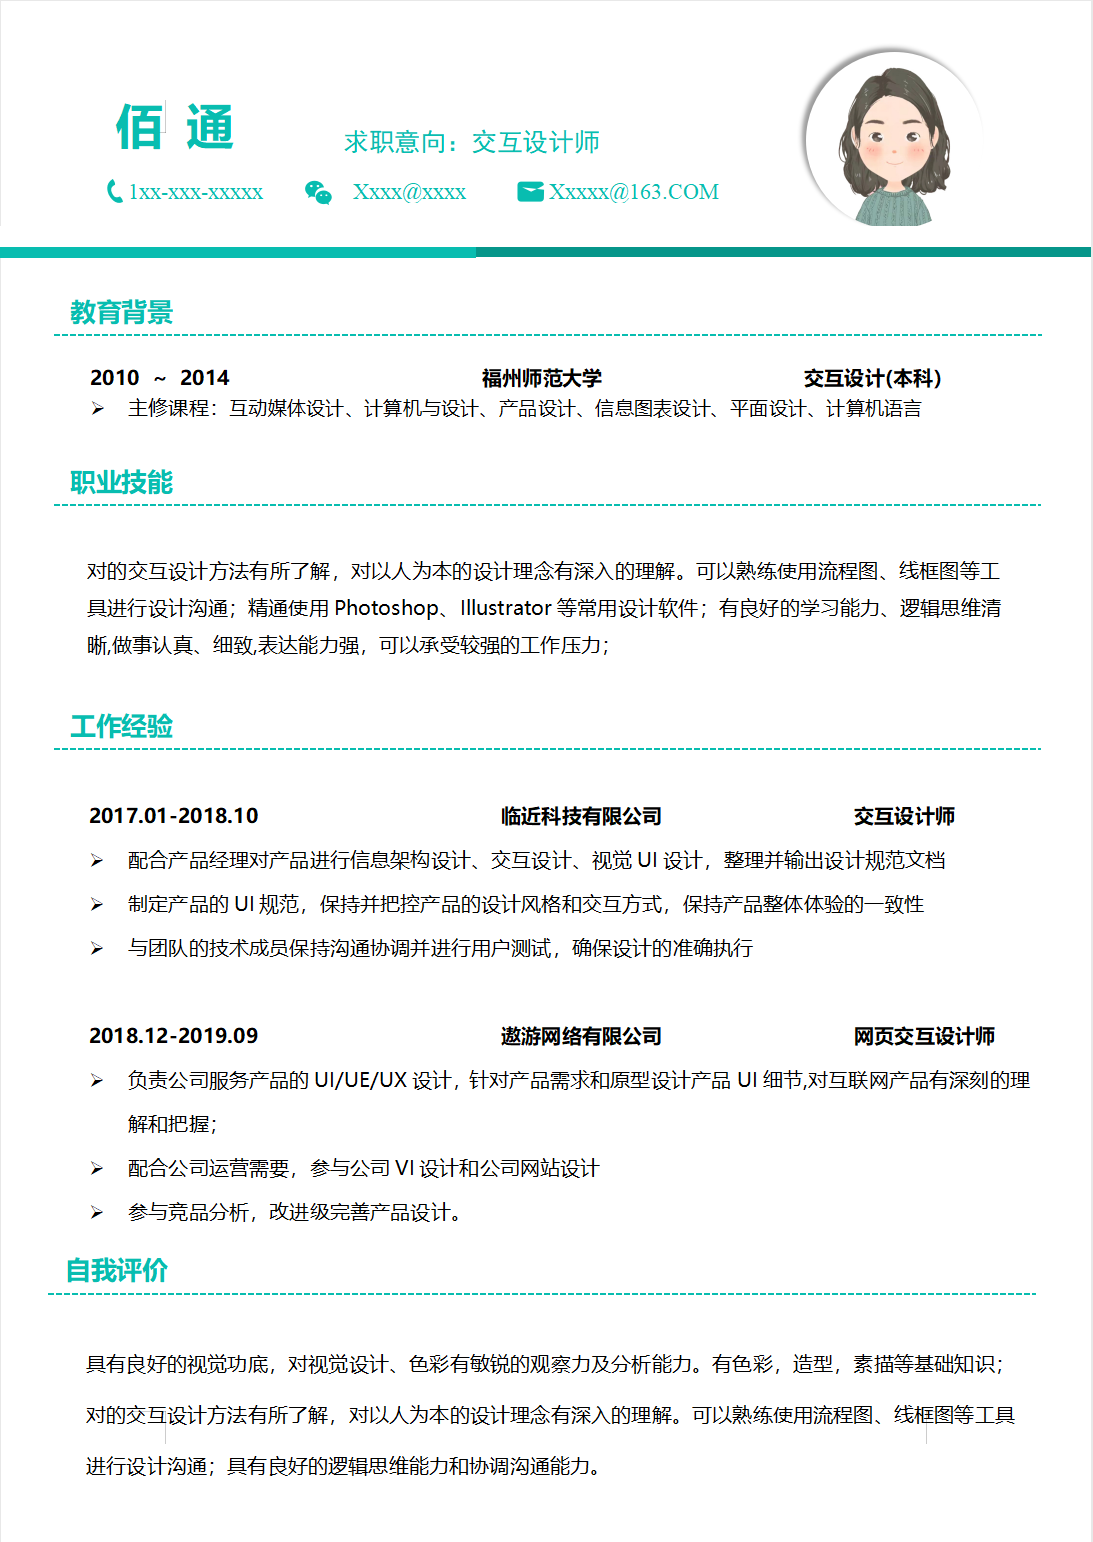 佰 通
求职意向：交互设计师
1xx-xxx-xxxxx Xxxx@xxxx Xxxxx@163.COM
教育背景
2010 ~ 2014 福州师范大学 交互设计(本科)
主修课程：互动媒体设计、计算机与设计、产品设计、信息图表设计、平面设计、计算机语言
职业技能
对的交互设计方法有所了解，对以人为本的设计理念有深入的理解。可以熟练使用流程图、线框图等工
具进行设计沟通；精通使用 Photoshop、Illustrator 等常用设计软件；有良好的学习能力、逻辑思维清
晰,做事认真、细致,表达能力强，可以承受较强的工作压力；
工作经验
2017.01-2018.10 临近科技有限公司 交互设计师
配合产品经理对产品进行信息架构设计、交互设计、视觉 UI 设计，整理并输出设计规范文档
制定产品的 UI 规范，保持并把控产品的设计风格和交互方式，保持产品整体体验的一致性
与团队的技术成员保持沟通协调并进行用户测试，确保设计的准确执行
2018.12-2019.09 遨游网络有限公司 网页交互设计师
负责公司服务产品的 UI/UE/UX 设计，针对产品需求和原型设计产品 UI 细节,对互联网产品有深刻的理
解和把握；
配合公司运营需要，参与公司 VI 设计和公司网站设计
参与竞品分析，改进级完善产品设计。
自我评价
具有良好的视觉功底，对视觉设计、色彩有敏锐的观察力及分析能力。有色彩，造型，素描等基础知识；
对的交互设计方法有所了解，对以人为本的设计理念有深入的理解。可以熟练使用流程图、线框图等工具
进行设计沟通；具有良好的逻辑思维能力和协调沟通能力。